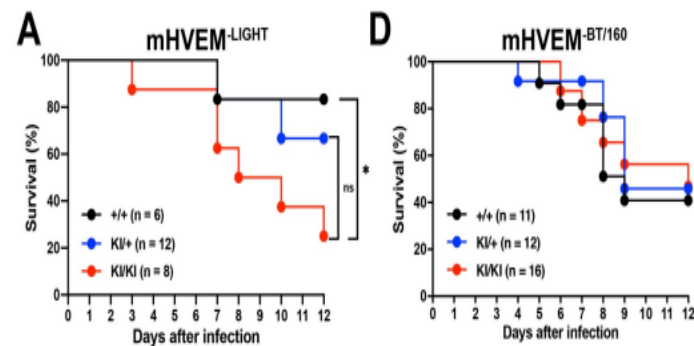 A
mHVEM-LIGHT
Survival (%)
100
80
60
40
20
0
+/+ (n = 6)
KI/+ (n = 12)
KI/KI (n = 8)
ns
*
0 1 2 3 4 5 6 7 8 9 10 11 12
Days after infection
D
mHVEM-BT/160
Survival (%)
100
80
60
40
20
0
+/+ (n = 11)
KI/+ (n = 12)
KI/KI (n = 16)
0 1 2 3 4 5 6 7 8 9 10 11 12
Days after infection